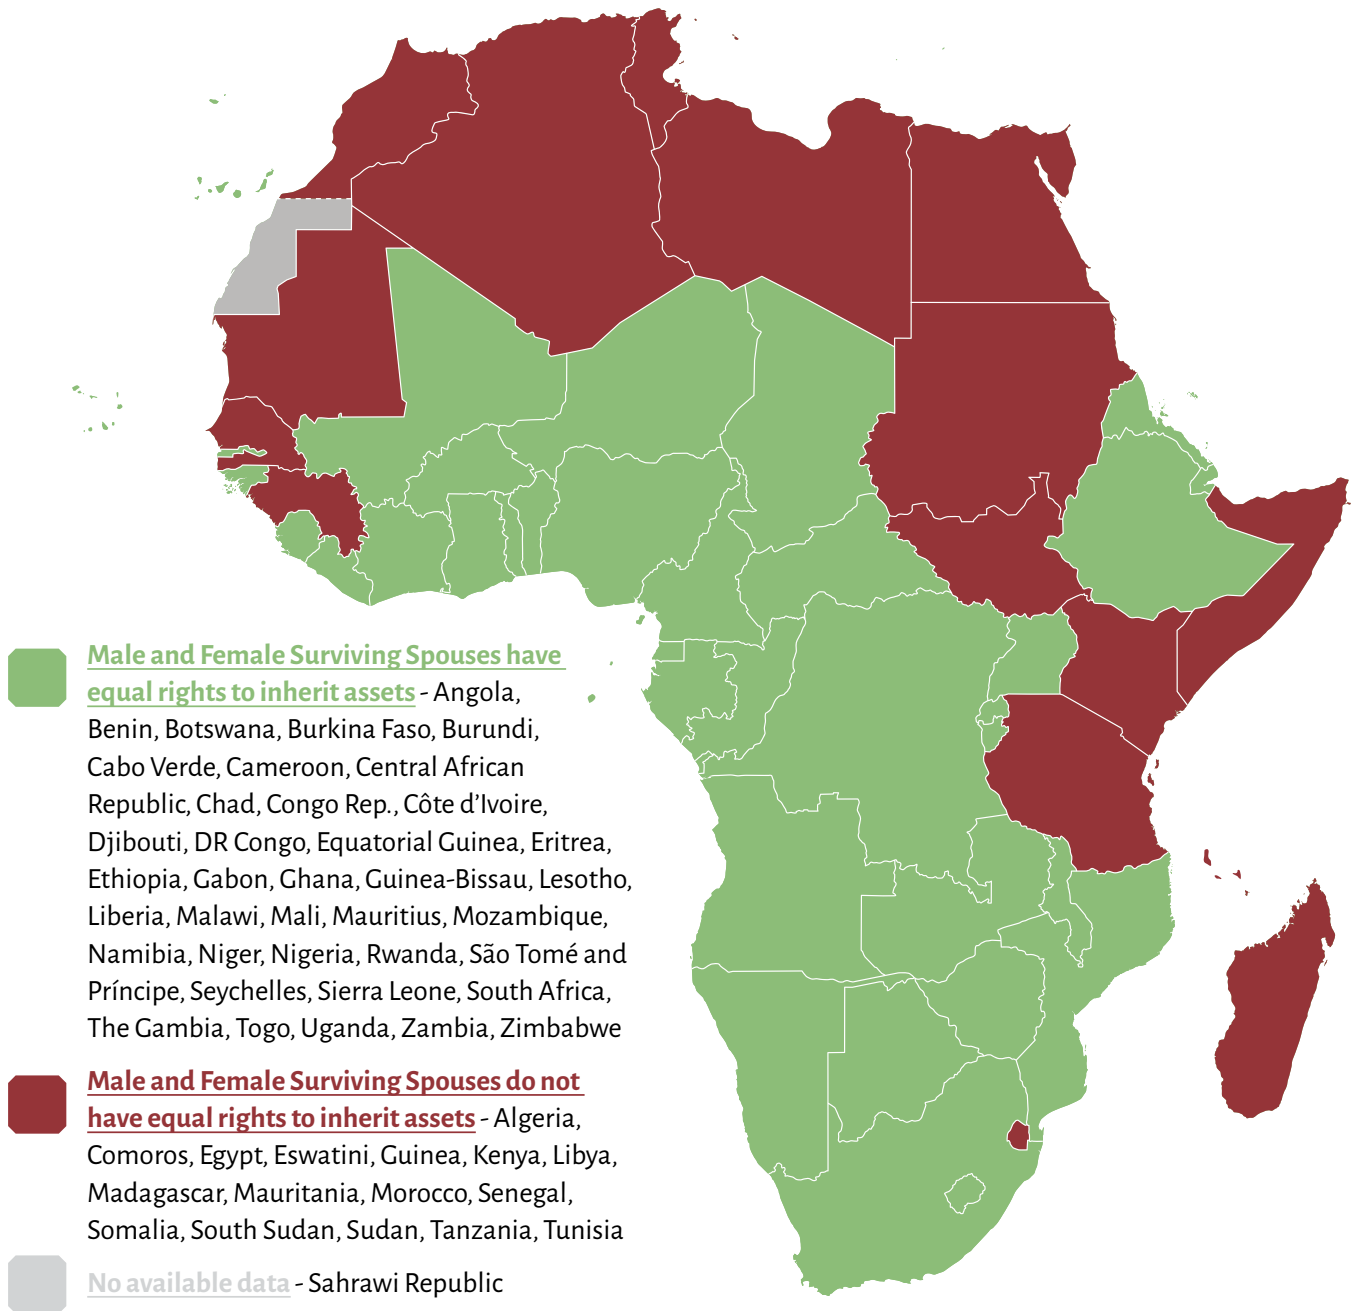 Male and Female Surviving Spouses have
equal rights to inherit assets - Angola,
Benin, Botswana, Burkina Faso, Burundi,
Cabo Verde, Cameroon, Central African
Republic, Chad, Congo Rep., Côte d’Ivoire,
Djibouti, DR Congo, Equatorial Guinea, Eritrea,
Ethiopia, Gabon, Ghana, Guinea-Bissau, Lesotho,
Liberia, Malawi, Mali, Mauritius, Mozambique,
Namibia, Niger, Nigeria, Rwanda, São Tomé and
Príncipe, Seychelles, Sierra Leone, South Africa,
The Gambia, Togo, Uganda, Zambia, Zimbabwe
Male and Female Surviving Spouses do not
have equal rights to inherit assets - Algeria,
Comoros, Egypt, Eswatini, Guinea, Kenya, Libya,
Madagascar, Mauritania, Morocco, Senegal,
Somalia, South Sudan, Sudan, Tanzania, Tunisia
No available data - Sahrawi Republic